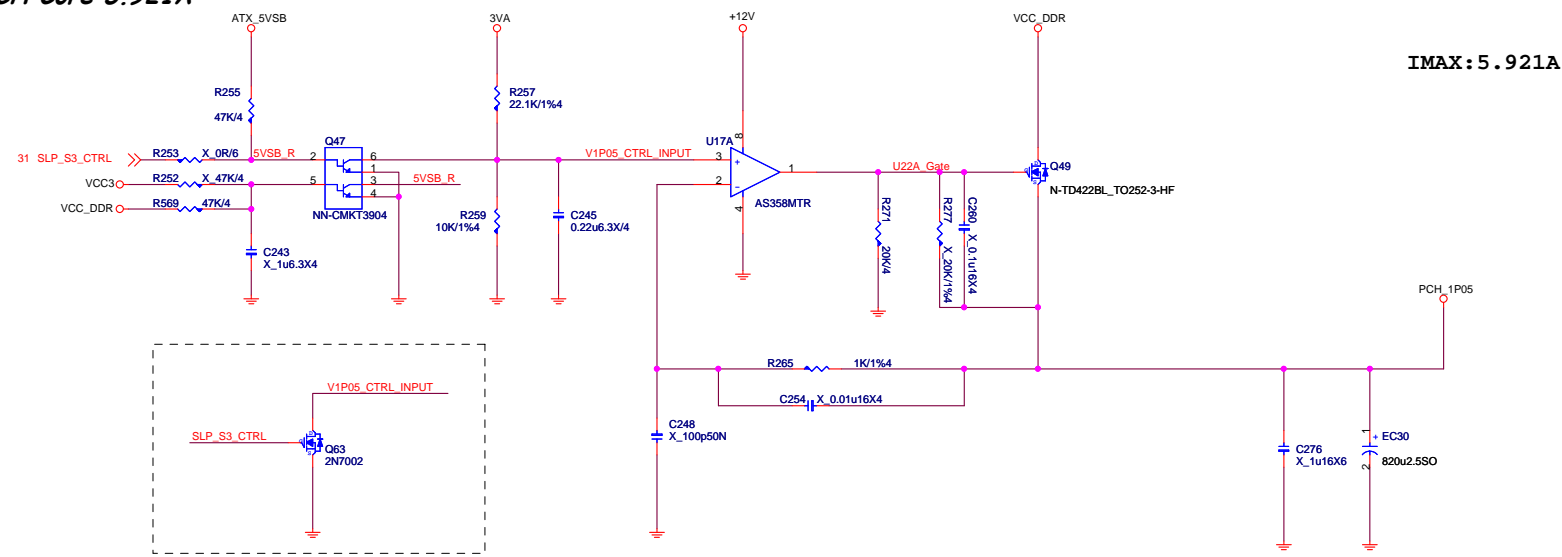 5.921A
IMAX:5.921A
ATX_5VSB
3VA
+12V
VCC_DDR
R255
47K/4
R257
22.1K/1%4
31 SLP_S3_CTRL
R253
X_0R/6
5VSB_R
2
Q47
6
1
VCC3
R252
X_47K/4
5
3
4
5VSB_R
VCC_DDR
R569
47K/4
NN-CMKT3904
C243
X_1u6.3X4
R259
10K/1%4
C245
0.22u6.3X/4
V1P05_CTRL_INPUT
U17A
8
3
+
2
-
1
4
AS358MTR
U22A_Gate
Q49
N-TD422BL_TO252-3-HF
R271
20K/4
R277
X_20K/1%4
C260
X_0.1u16X4
PCH_1P05
R265
1K/1%4
C254
X_0.01u16X4
C248
X_100p50N
C276
X_1u16X6
1
+
EC30
2
820u2.5SO
V1P05_CTRL_INPUT
SLP_S3_CTRL
Q63
2N7002